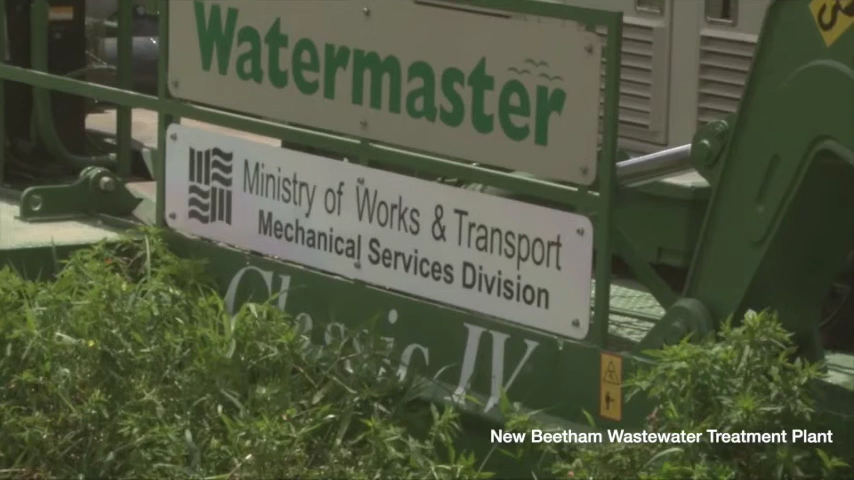 Watermaster
Ministry of Works & Transport
Mechanical Services Division
Classic IV
New Beetham Wastewater Treatment Plant